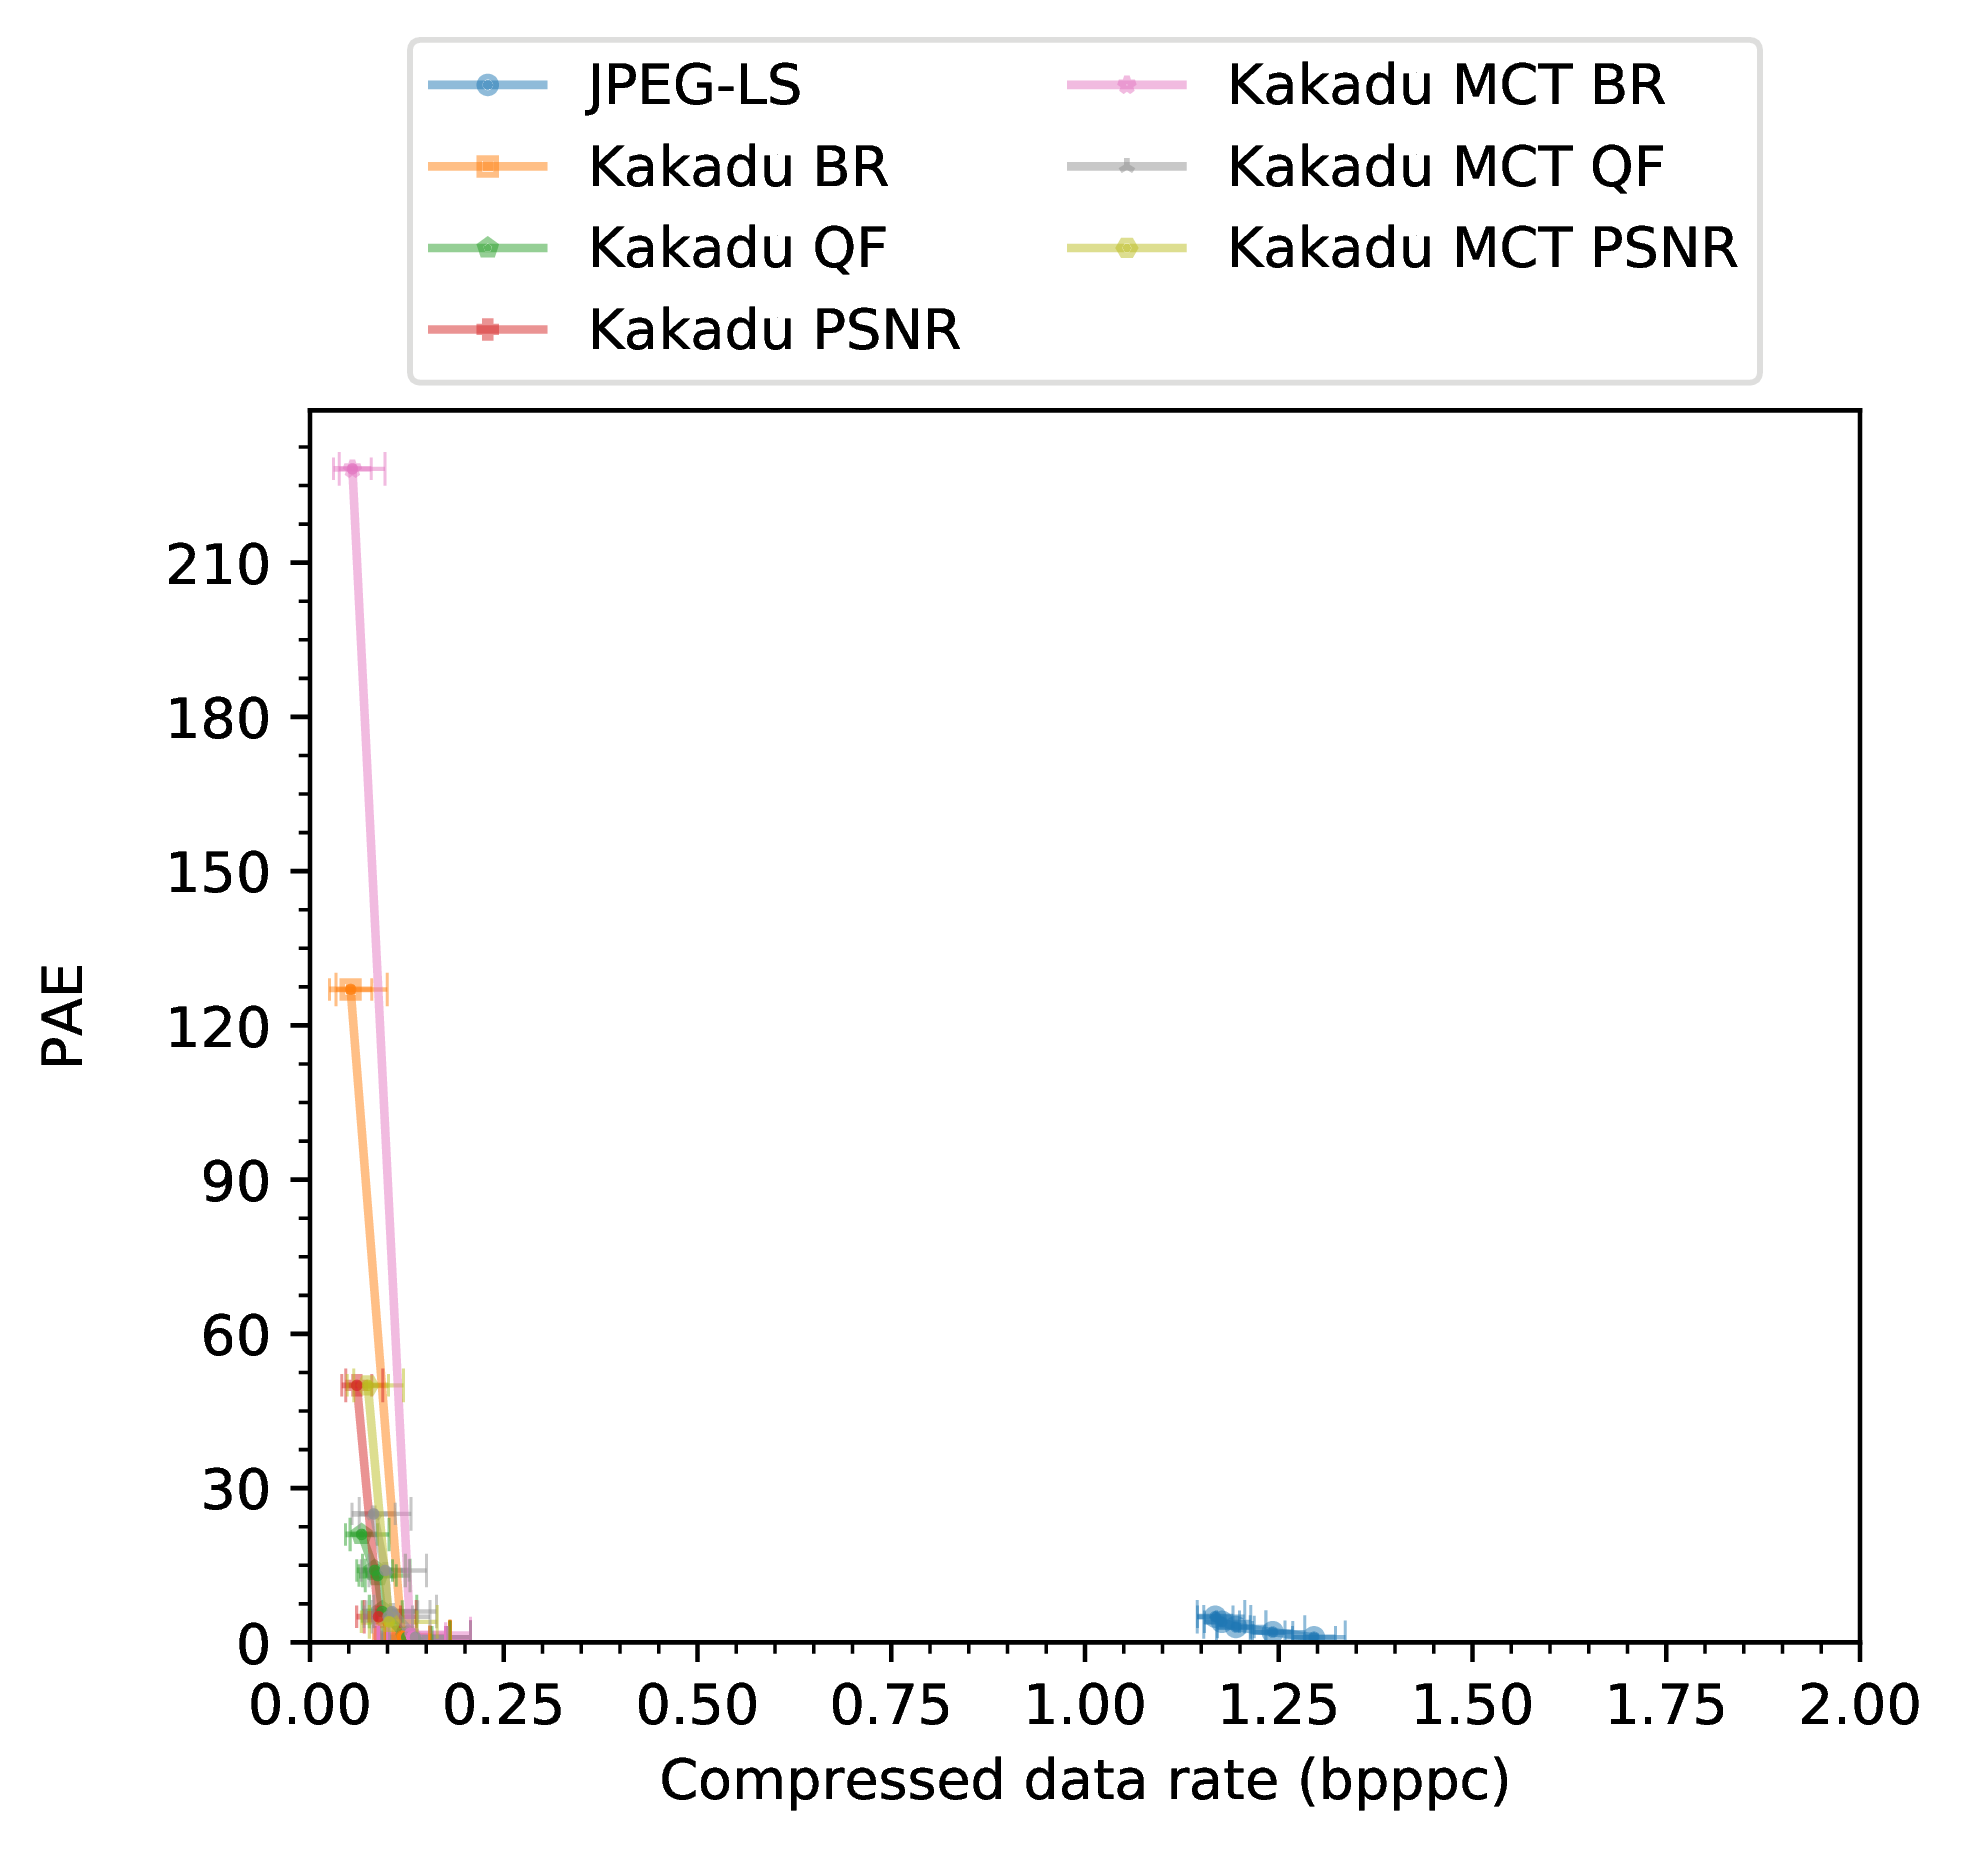 JPEG-LS
Kakadu BR
Kakadu QF
Kakadu PSNR
Kakadu MCT BR
Kakadu MCT QF
Kakadu MCT PSNR
PAE
210
180
150
120
90
60
30
0
0.00 0.25 0.50 0.75 1.00 1.25 1.50 1.75 2.00
Compressed data rate (bpppc)